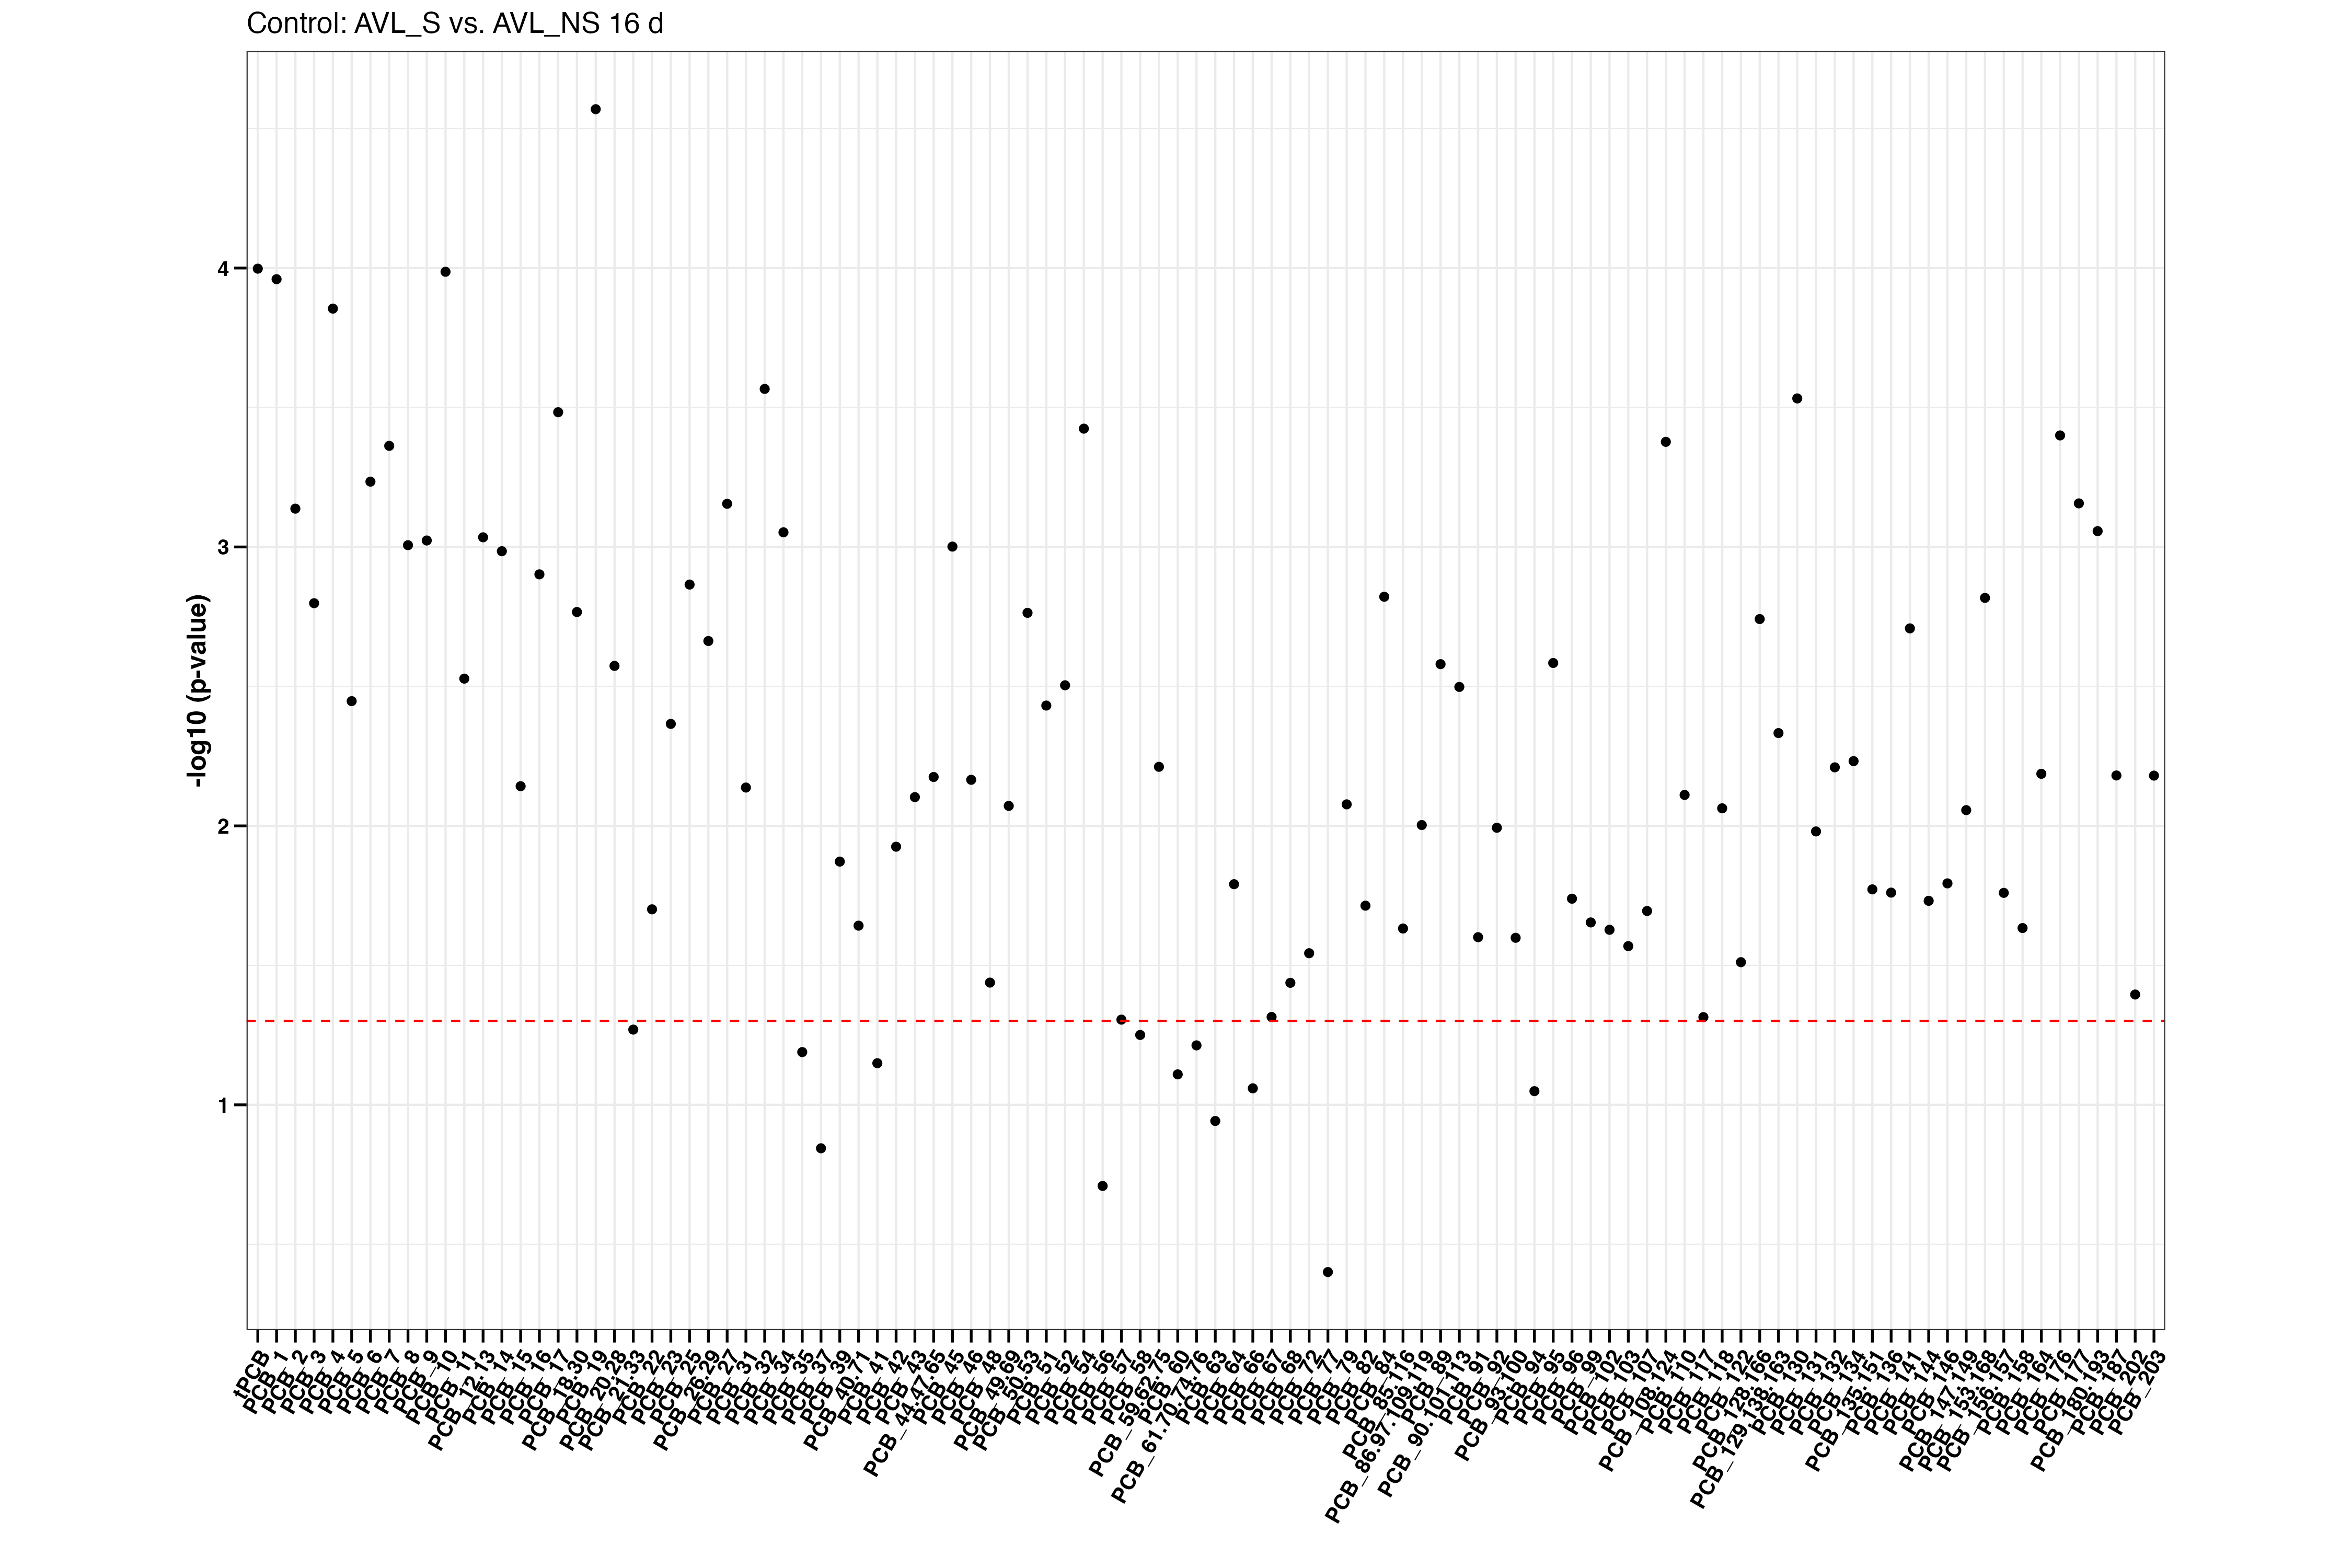 Control: AVL_S vs. AVL_NS 16 d
-log10 (p-value)
4
3
2
1
tPCB
PCB_1
PCB_2
PCB_3
PCB_4
PCB_5
PCB_6
PCB_7
PCB_8
PCB_9
PCB_10
PCB_11
PCB_12.13
PCB_14
PCB_15
PCB_16
PCB_17
PCB_18.30
PCB_19
PCB_20.28
PCB_21.33
PCB_22
PCB_23
PCB_25
PCB_26.29
PCB_27
PCB_31
PCB_32
PCB_34
PCB_35
PCB_37
PCB_39
PCB_40.71
PCB_41
PCB_42
PCB_43
PCB_44.47.65
PCB_45
PCB_46
PCB_48
PCB_49.69
PCB_50.53
PCB_51
PCB_52
PCB_54
PCB_56
PCB_57
PCB_58
PCB_59.62.75
PCB_60
PCB_61.70.74.76
PCB_63
PCB_64
PCB_66
PCB_67
PCB_68
PCB_72
PCB_77
PCB_79
PCB_82
PCB_84
PCB_85.116
PCB_86.97.109.119
PCB_89
PCB_90.101.113
PCB_91
PCB_92
PCB_93.100
PCB_94
PCB_95
PCB_96
PCB_99
PCB_102
PCB_103
PCB_107
PCB_108.124
PCB_110
PCB_117
PCB_118
PCB_122
PCB_128.166
PCB_129.138.163
PCB_130
PCB_131
PCB_132
PCB_134
PCB_135.151
PCB_136
PCB_141
PCB_144
PCB_146
PCB_147.149
PCB_153.168
PCB_156.157
PCB_158
PCB_164
PCB_176
PCB_177
PCB_180.193
PCB_187
PCB_202
PCB_203